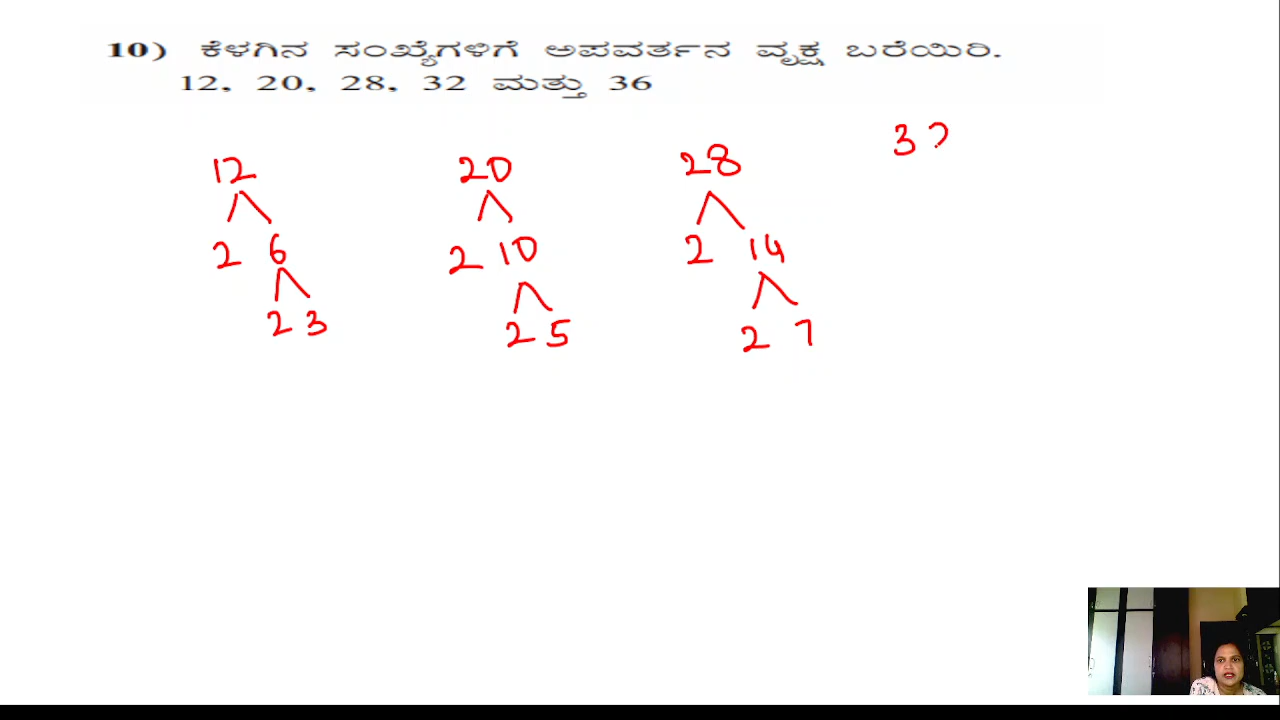 10) ಕೆಳಗಿನ ಸಂಖ್ಯೆಗಳಿಗೆ ಅಪವರ್ತನ ವೃಕ್ಷ ಬರೆಯಿರಿ.
12, 20, 28, 32 ಮತ್ತು 36
12 20 28 3
2 6 2 10 2 14
2 3 2 5 2 7